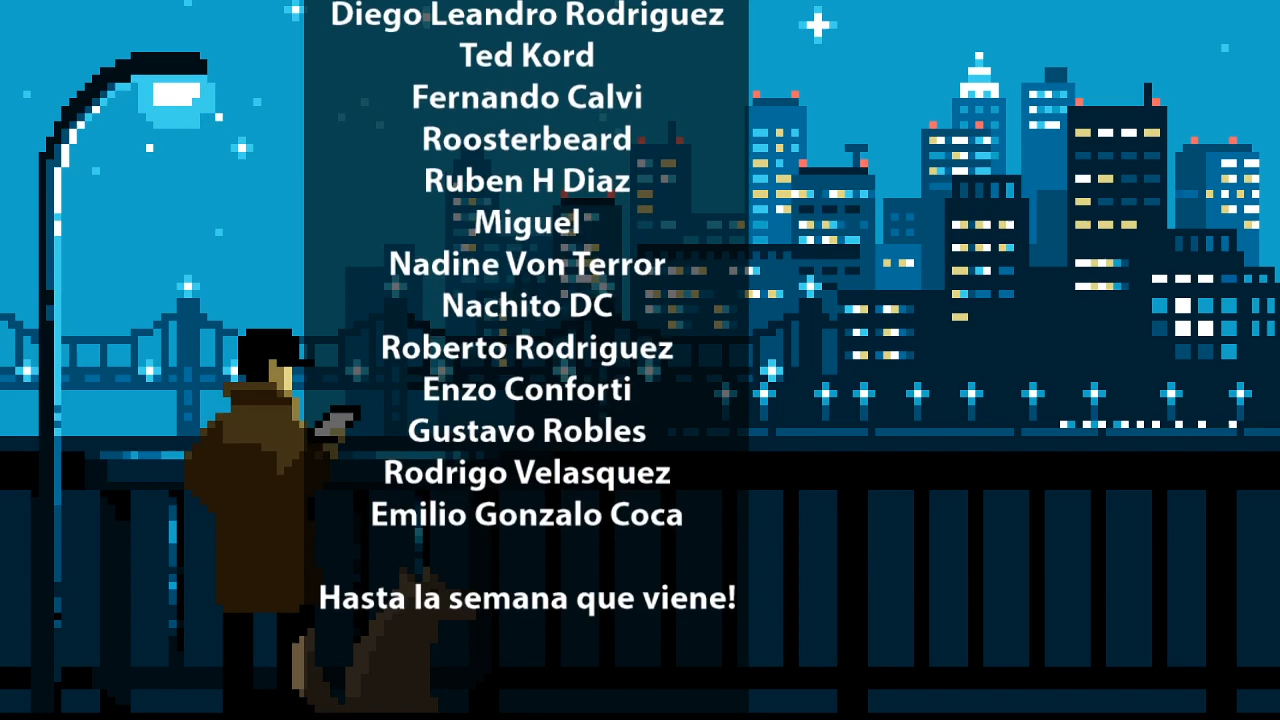 Diego Leandro Rodriguez
Ted Kord
Fernando Calvi
Roosterbeard
Ruben H Diaz
Miguel
Nadine Von Terror
Nachito DC
Roberto Rodriguez
Enzo Conforti
Gustavo Robles
Rodrigo Velasquez
Emilio Gonzalo Coca
Hasta la semana que viene!